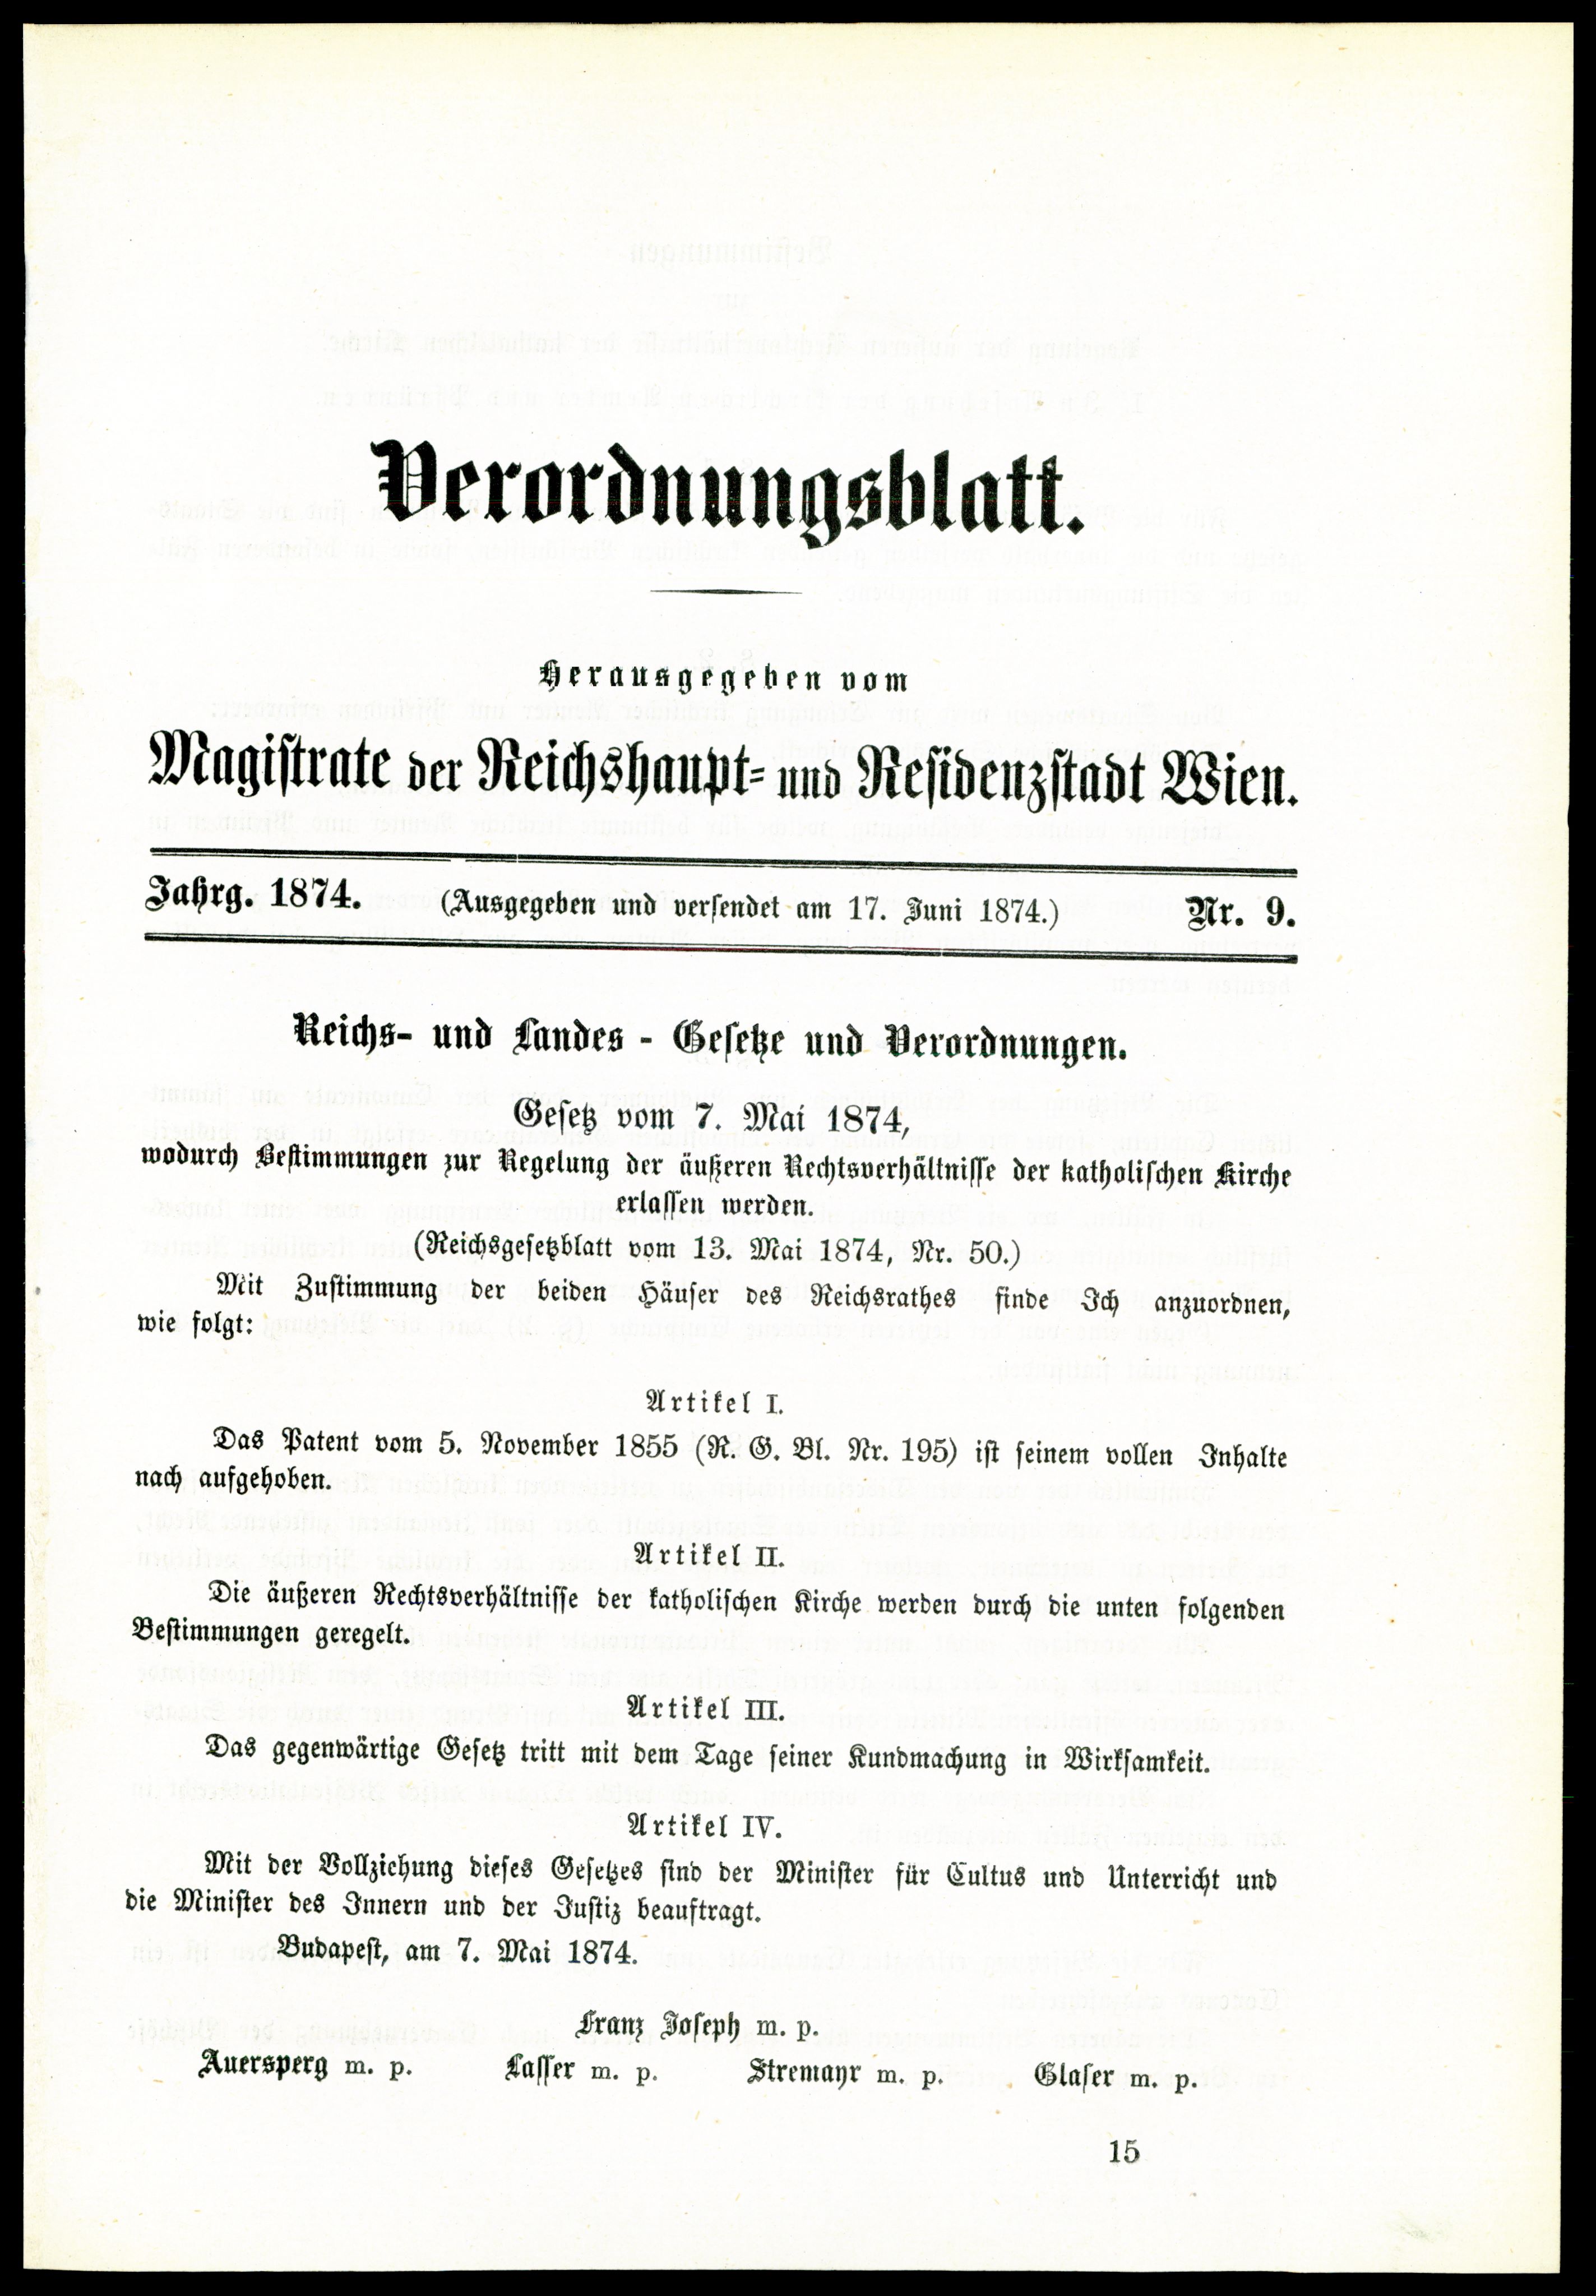 Verordnungsblatt.
Herausgegeben vom
Magistrate der Reichshaupt- und Residenzstadt Wien.
Jahrg. 1874. (Ausgegeben und versendet am 17. Juni 1874.) Nr. 9.
Reichs- und Landes - Gesetze und Verordnungen.
Gesetz vom 7. Mai 1874,
wodurch Bestimmungen zur Regelung der äußeren Rechtsverhältnisse der katholischen Kirche
erlassen werden.
(Reichsgesetzblatt vom 13. Mai 1874, Nr. 50.)
Mit Zustimmung der beiden Häuser des Reichsrathes finde Ich anzuordnen,
wie folgt:
Artikel I.
Das Patent vom 5. November 1855 (R. G. Bl. Nr. 195) ist seinem vollen Inhalte
nach aufgehoben.
Artikel II.
Die äußeren Rechtsverhältnisse der katholischen Kirche werden durch die unten folgenden
Bestimmungen geregelt.
Artikel III.
Das gegenwärtige Gesetz tritt mit dem Tage seiner Kundmachung in Wirksamkeit.
Artikel IV.
Mit der Vollziehung dieses Gesetzes sind der Minister für Cultus und Unterricht und
die Minister des Innern und der Justiz beauftragt.
Budapest, am 7. Mai 1874.
Franz Joseph m. p.
Auersperg m. p. Lasser m. p. Stremayr m. p. Glaser m. p.
15